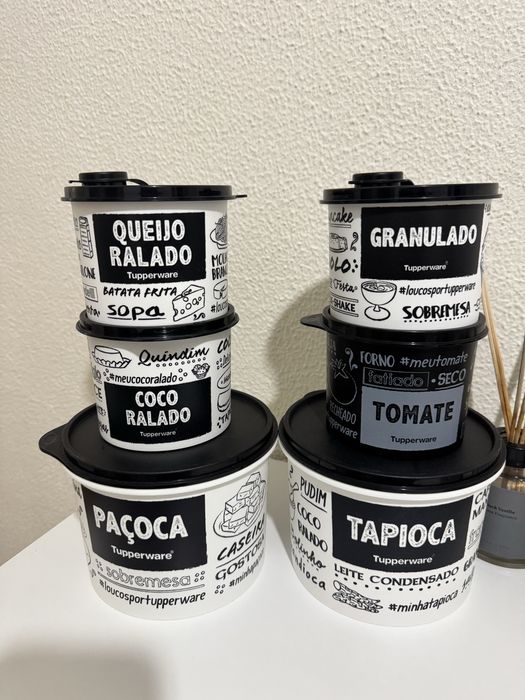 QUEIJO
RALADO
Tupperware
BATATA FRITA
SOPA
GRANULADO
Tupperware
#loucosportupperware
SOBREMESA
Quindim
#meucocoralado
COCO
RALADO
Tupperware
FORNO #meutomate
fatiado • SECO
TOMATE
Tupperware
PAÇOCA
Tupperware
CASEIRA
sobremesa
#loucosportupperware
PUDIM
COCO
TAPIOCA
Tupperware
LEITE CONDENSADO
#minhatapioca